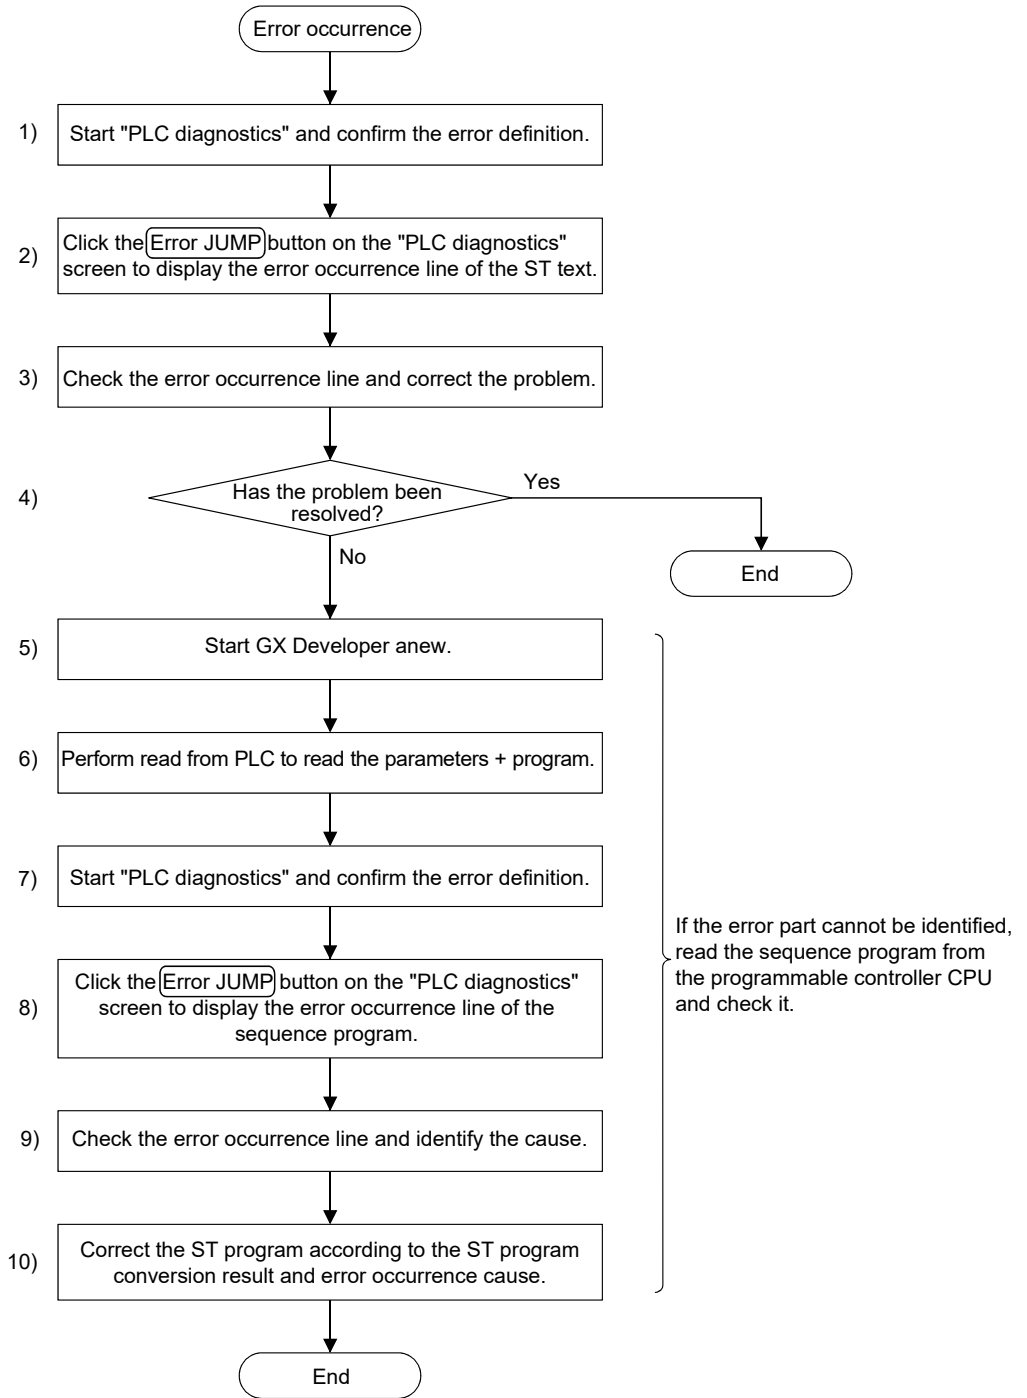 Error occurrence
1)
Start "PLC diagnostics" and confirm the error definition.
2)
Click the Error JUMP button on the "PLC diagnostics"
screen to display the error occurrence line of the ST text.
3)
Check the error occurrence line and correct the problem.
4)
Has the problem been
resolved?
Yes
No
End
5)
Start GX Developer anew.
6)
Perform read from PLC to read the parameters + program.
7)
Start "PLC diagnostics" and confirm the error definition.
8)
Click the Error JUMP button on the "PLC diagnostics"
screen to display the error occurrence line of the
sequence program.
9)
Check the error occurrence line and identify the cause.
10)
Correct the ST program according to the ST program
conversion result and error occurrence cause.
End
If the error part cannot be identified,
read the sequence program from
the programmable controller CPU
and check it.